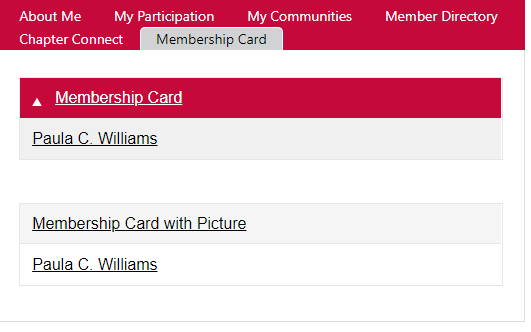 About Me My Participation My Communities Member Directory
Chapter Connect Membership Card
▲ Membership Card
Paula C. Williams
Membership Card with Picture
Paula C. Williams